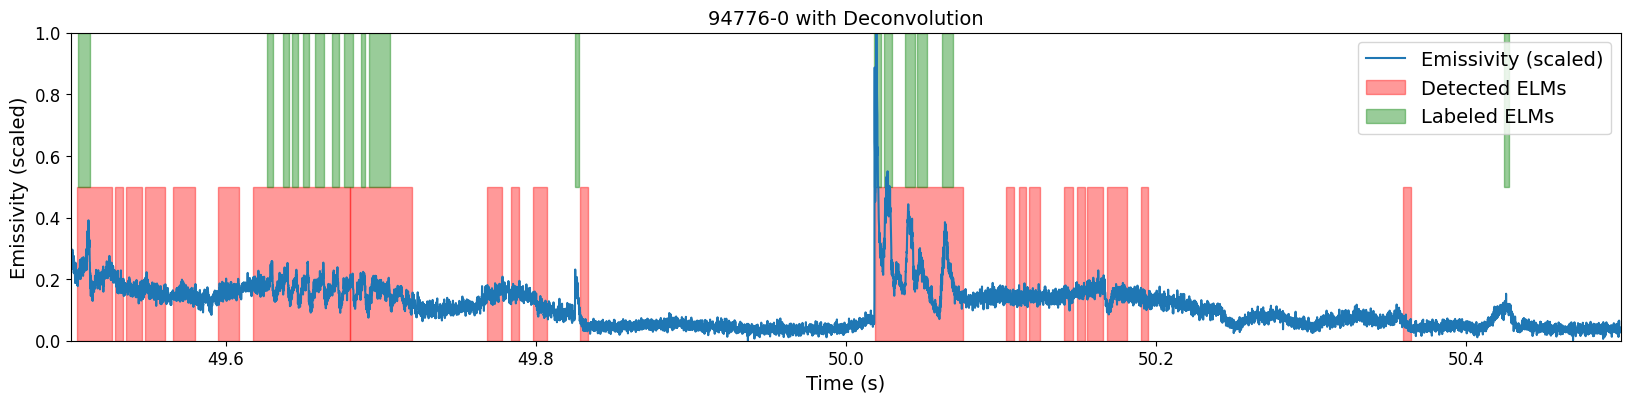 94776-0 with Deconvolution
Emissivity (scaled)
1.0
0.8
0.6
0.4
0.2
0.0
Emissivity (scaled)
Detected ELMs
Labeled ELMs
49.6
49.8
50.0
50.2
50.4
Time (s)